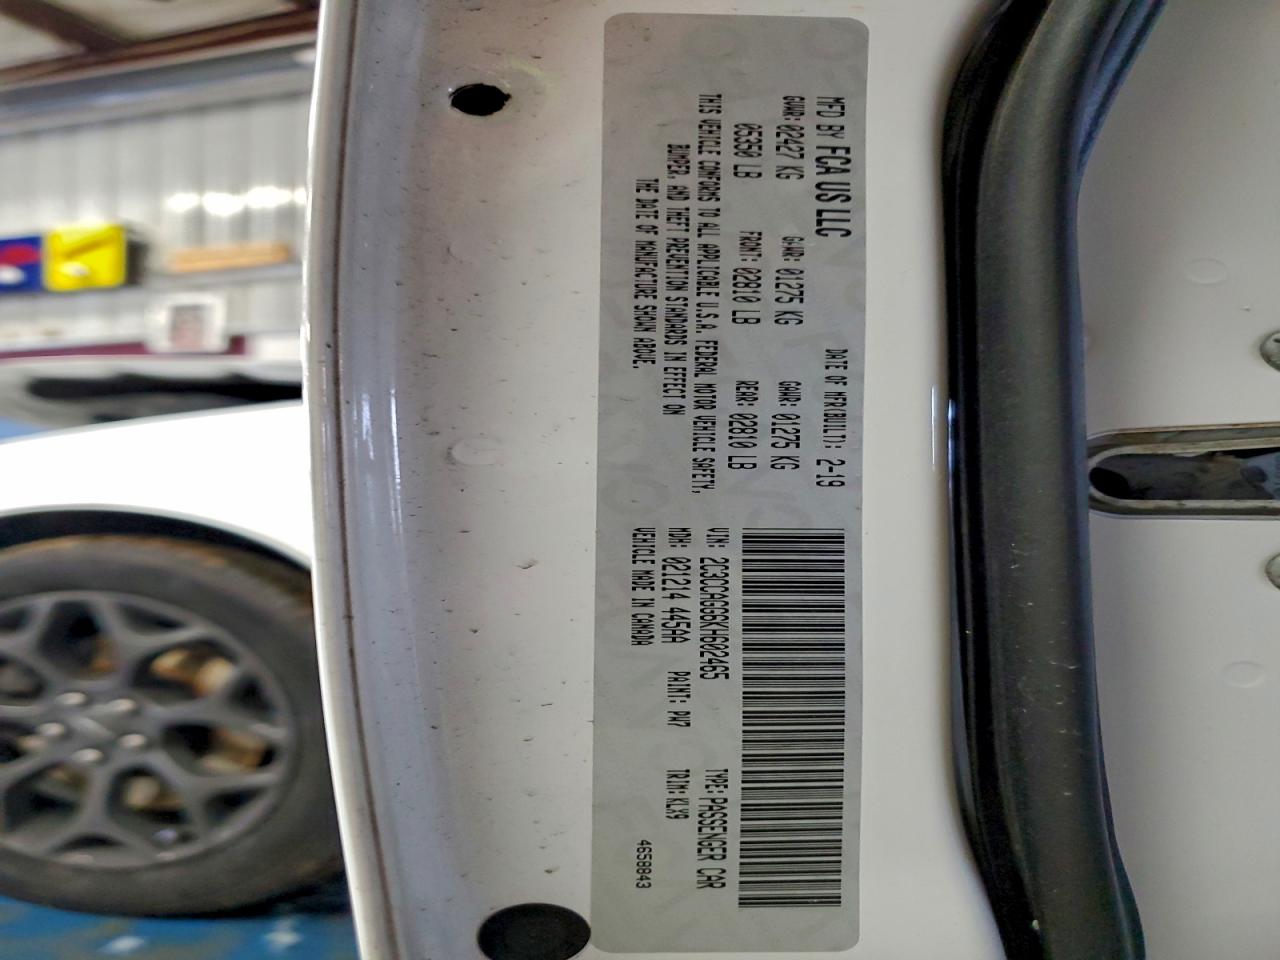 MFD BY FCA US LLC
DATE OF MFR(BUILT): 2-19
GVWR: 02427 KG GAWR: 01275 KG GAWR: 01275 KG
05350 LB FRONT: 02810 LB REAR: 02810 LB
THIS VEHICLE CONFORMS TO ALL APPLICABLE U.S.A. FEDERAL MOTOR VEHICLE SAFETY,
BUMPER, AND THEFT PREVENTION STANDARDS IN EFFECT ON
THE DATE OF MANUFACTURE SHOWN ABOVE.
VIN: 2C3CCAGG6KH602465 TYPE: PASSENGER CAR
MDH: 021214 445AA PAINT: PW7 TRIM: KLX9
VEHICLE MADE IN CANADA
4658843